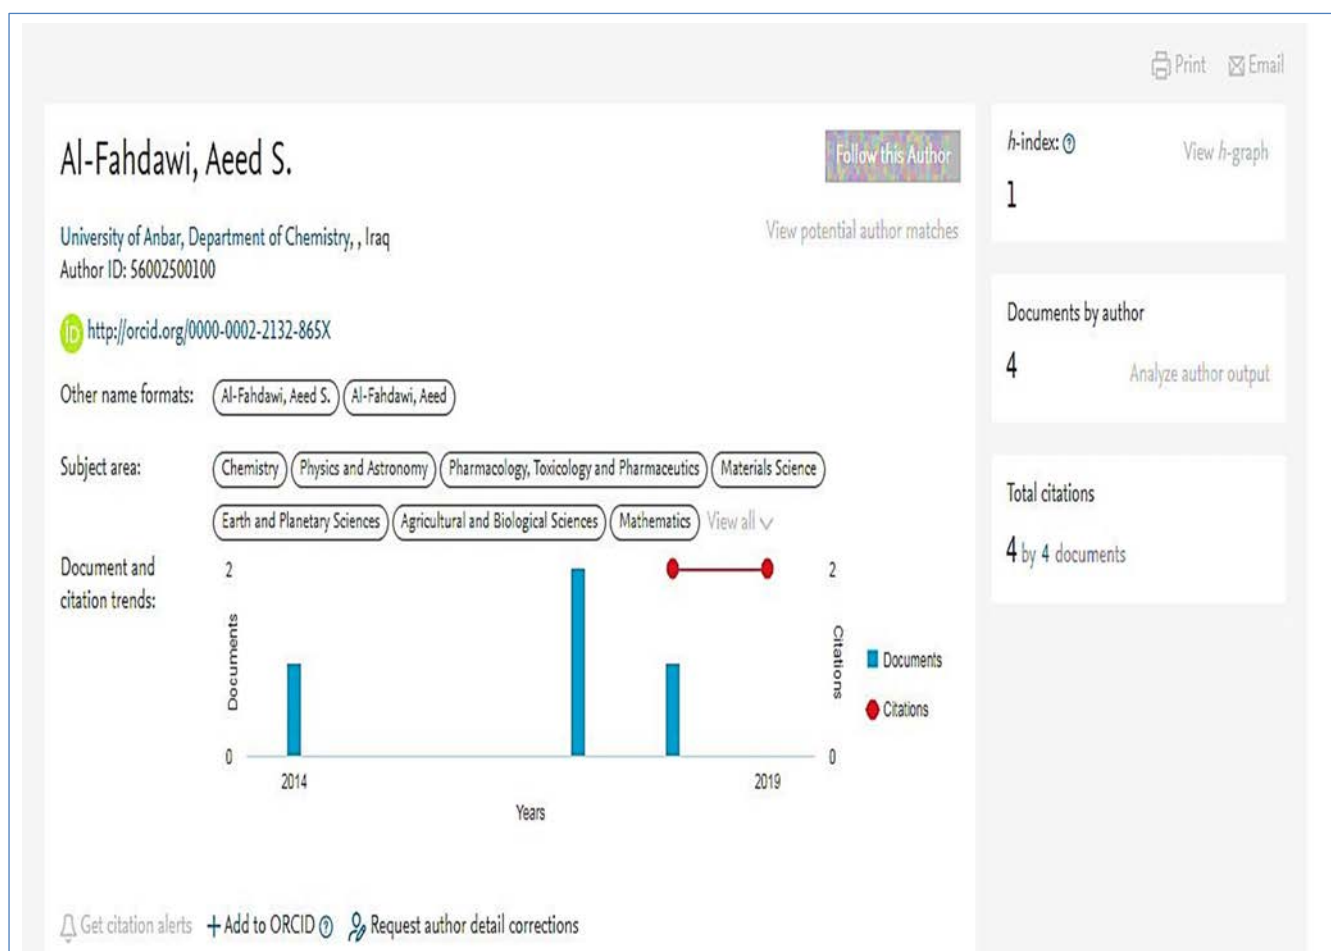 Print Email
Al-Fahdawi, Aeed S.
Follow this Author
h-index:
View h-graph
1
University of Anbar, Department of Chemistry, , Iraq
View potential author matches
Author ID: 56002500100
iD http://orcid.org/0000-0002-2132-865X
Documents by author
4
Analyze author output
Other name formats: Al-Fahdawi, Aeed S. Al-Fahdawi, Aeed
Subject area: Chemistry Physics and Astronomy Pharmacology, Toxicology and Pharmaceutics Materials Science
Earth and Planetary Sciences Agricultural and Biological Sciences Mathematics View all
Total citations
4 by 4 documents
Document and
citation trends:
2
2
Documents
Citations
Documents
Citations
0
0
2014
2019
Years
Get citation alerts + Add to ORCID ? Request author detail corrections